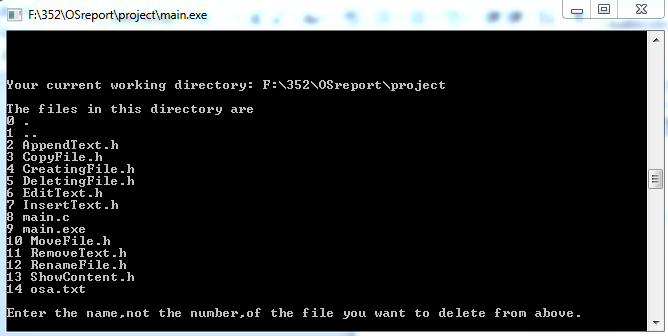 F:\352\OSreport\project\main.exe
Your current working directory: F:\352\OSreport\project
The files in this directory are
0 .
1 ..
2 AppendText.h
3 CopyFile.h
4 CreatingFile.h
5 DeletingFile.h
6 EditText.h
7 InsertText.h
8 main.c
9 main.exe
10 MoveFile.h
11 RemoveText.h
12 RenameFile.h
13 ShowContent.h
14 osa.txt
Enter the name,not the number,of the file you want to delete from above.